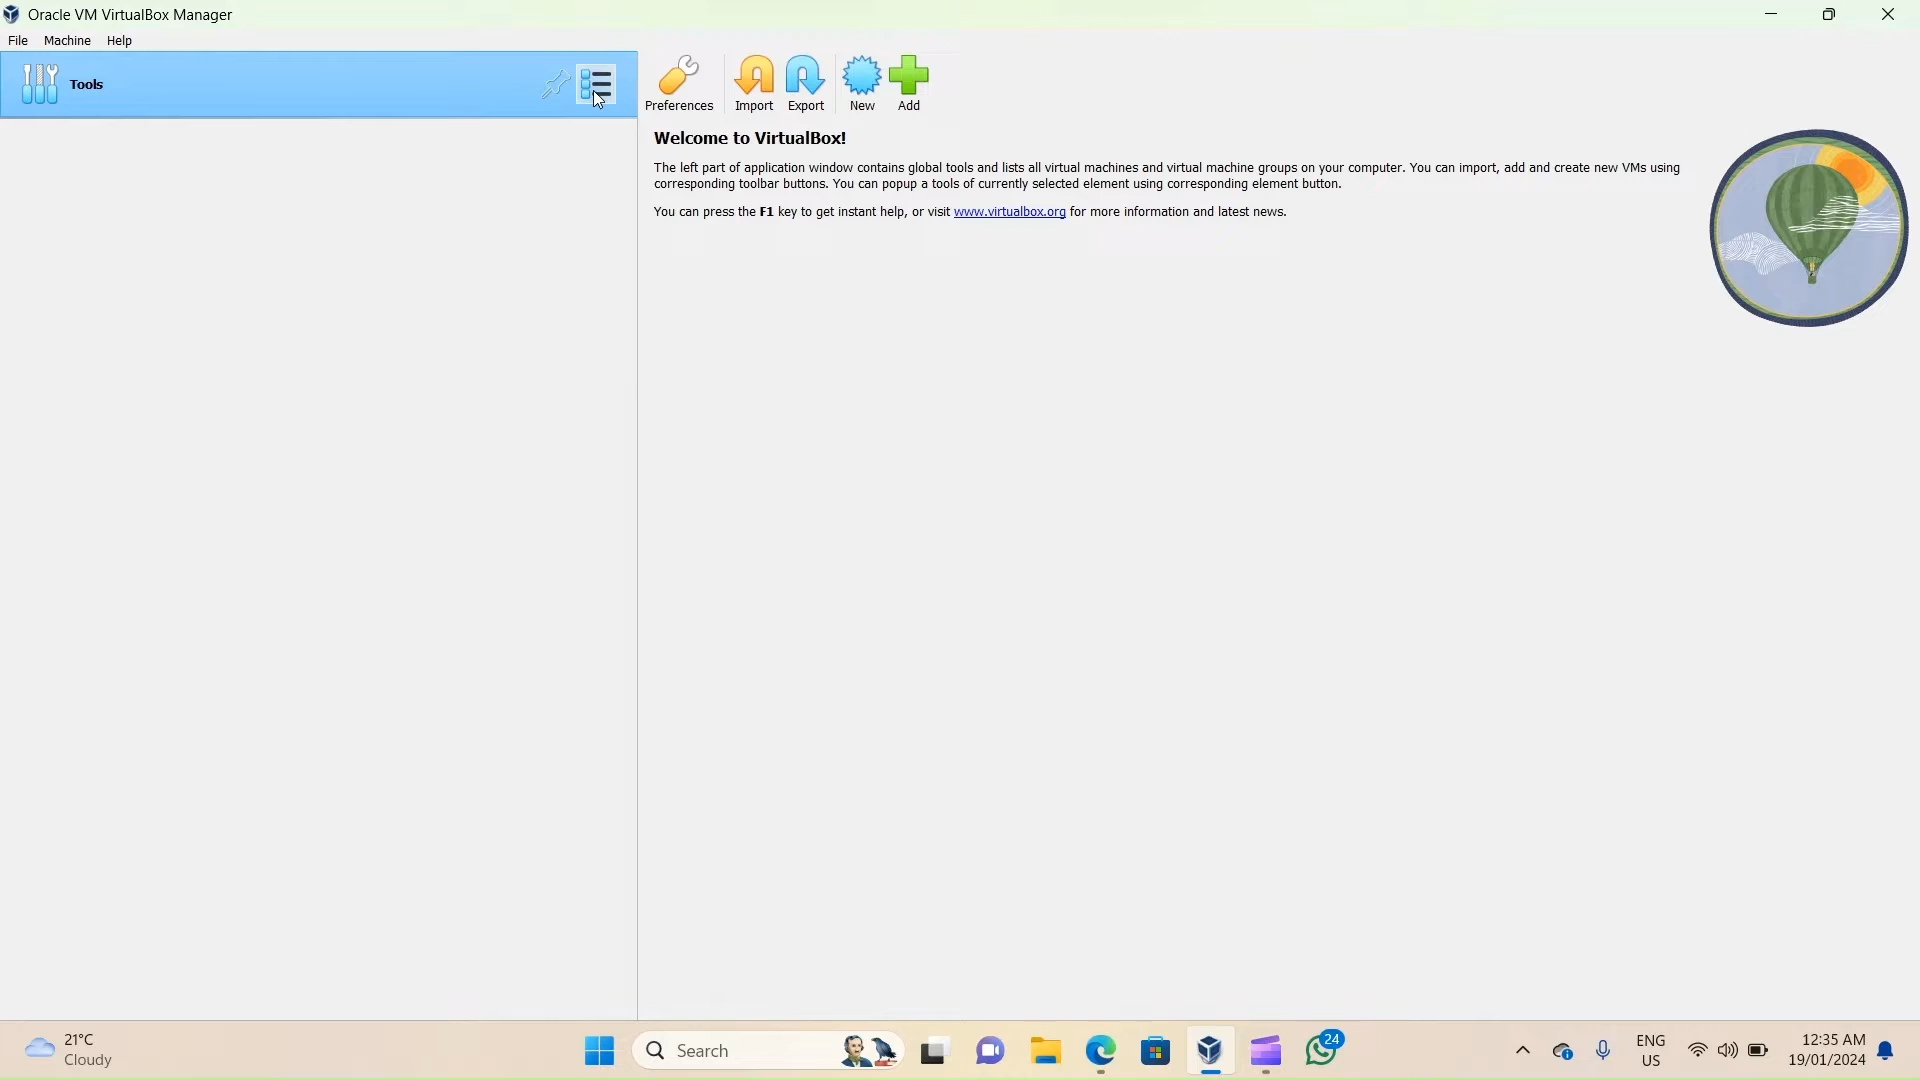 Oracle VM VirtualBox Manager
File Machine Help
Tools
Preferences Import Export New Add
Welcome to VirtualBox!
The left part of application window contains global tools and lists all virtual machines and virtual machine groups on your computer. You can import, add and create new VMs using
corresponding toolbar buttons. You can popup a tools of currently selected element using corresponding element button.
You can press the F1 key to get instant help, or visit www.virtualbox.org for more information and latest news.
21°C
Cloudy
Search
24
ENG
US
12:35 AM
19/01/2024